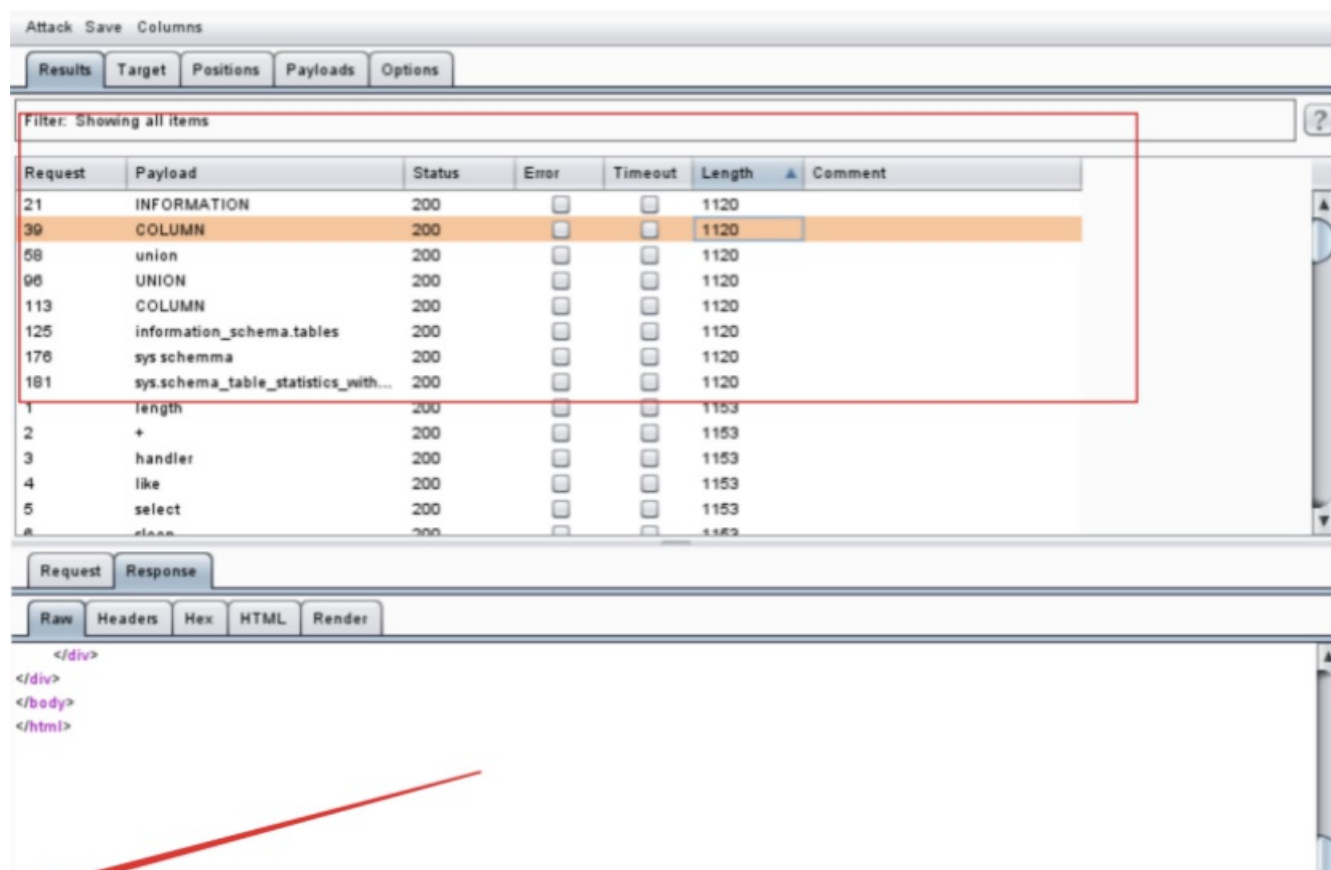 Attack Save Columns
Results Target Positions Payloads Options
Filter: Showing all items
?
Request Payload Status Error Timeout Length Comment
21 INFORMATION 200 1120
39 COLUMN 200 1120
58 union 200 1120
96 UNION 200 1120
113 COLUMN 200 1120
125 information_schema.tables 200 1120
176 sys schemma 200 1120
181 sys.schema_table_statistics_with... 200 1120
1 length 200 1153
2 + 200 1153
3 handler 200 1153
4 like 200 1153
5 select 200 1153
Request Response
Raw Headers Hex HTML Render
</div>
</div>
</body>
</html>